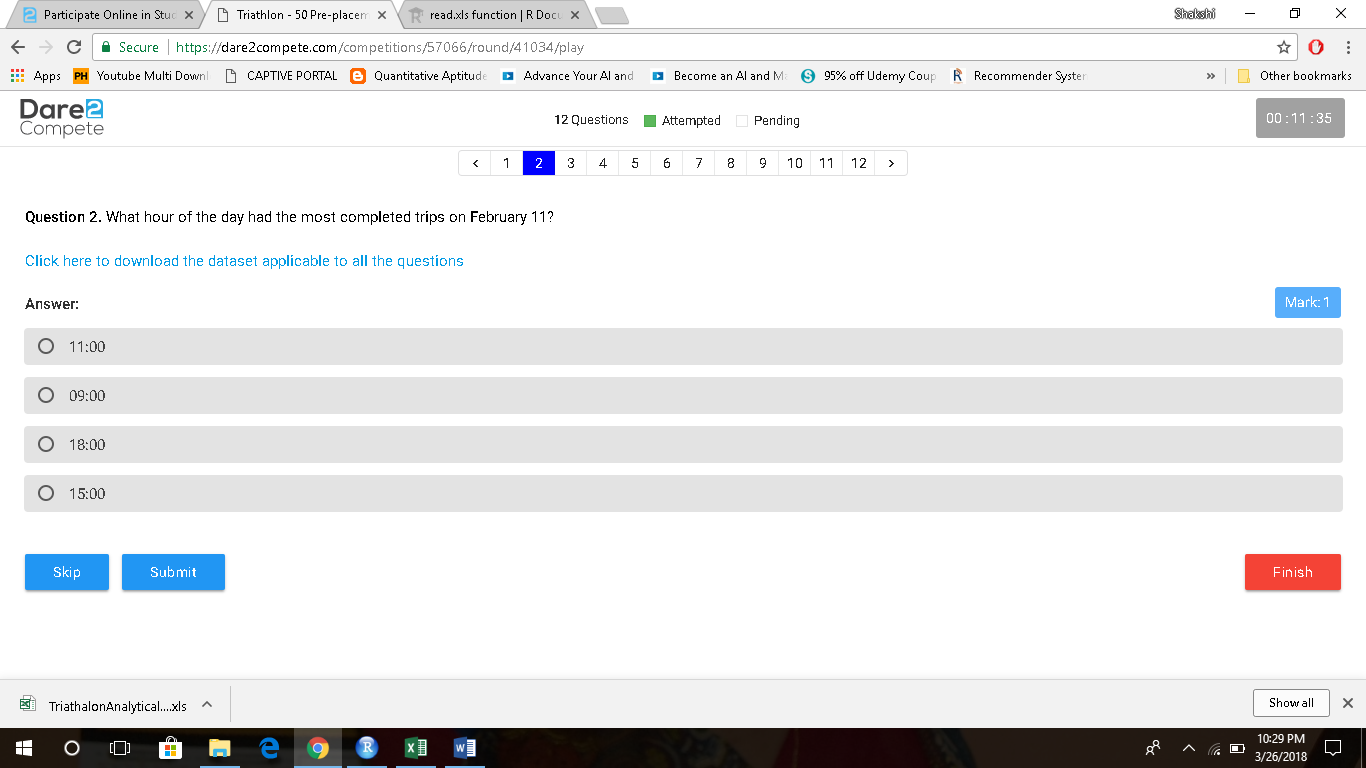 Participate Online in Stuc
Triathlon - 50 Pre-placem
read.xls function | R Docu
Shakshi
Secure
https://dare2compete.com/competitions/57066/round/41034/play
Apps
PH Youtube Multi Downl
CAPTIVE PORTAL
Quantitative Aptitude
Advance Your AI and
Become an AI and Ma
95% off Udemy Coup
Recommender System
»
Other bookmarks
Dare2
Compete
12 Questions
Attempted
Pending
00 : 11 : 35
< 1 2 3 4 5 6 7 8 9 10 11 12 >
Question 2. What hour of the day had the most completed trips on February 11?
Click here to download the dataset applicable to all the questions
Answer:
Mark: 1
11:00
09:00
18:00
15:00
Skip
Submit
Finish
TriathalonAnalytical....xls
Show all
10:29 PM
3/26/2018